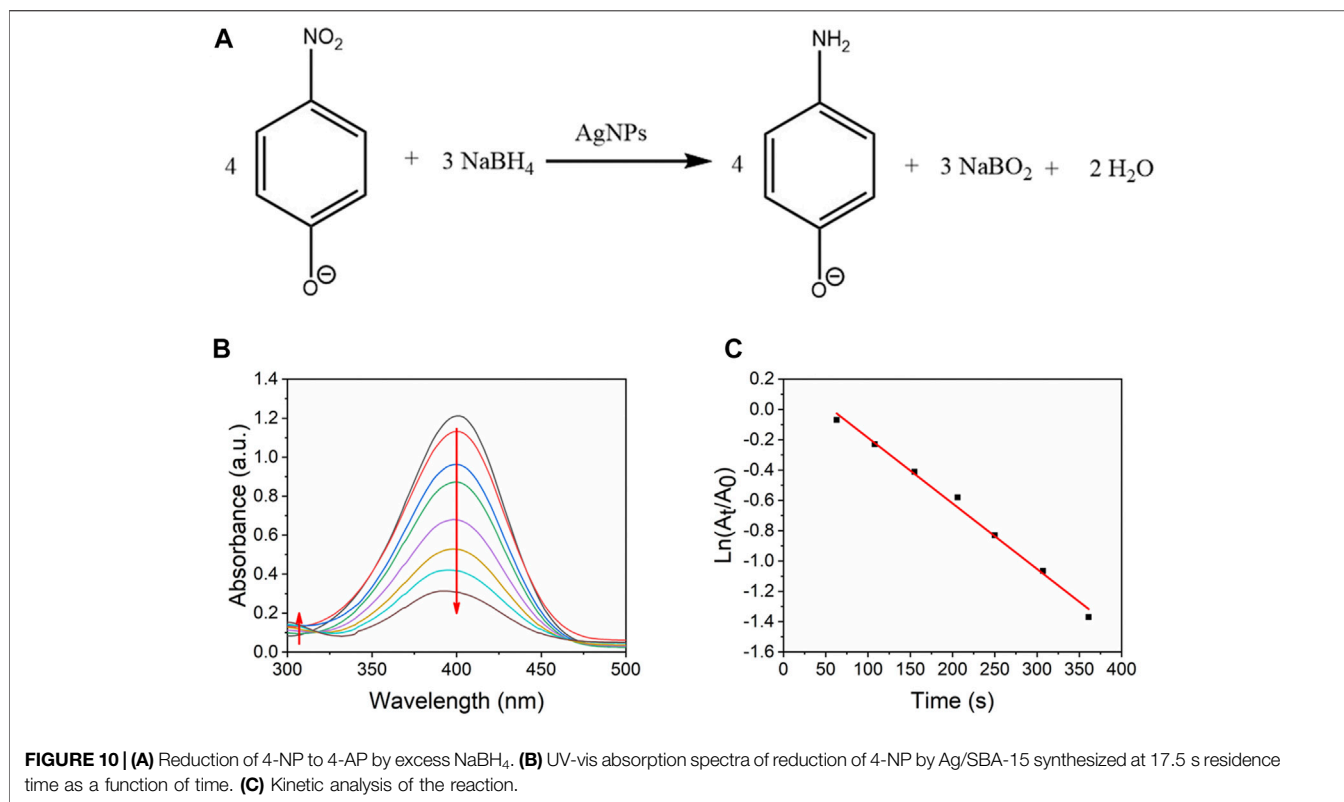 A
NO₂
NH₂
4 + 3 NaBH₄ AgNPs 4 + 3 NaBO₂ + 2 H₂O
O⊖
O⊖
B
Absorbance (a.u.)
1.4
1.2
1.0
0.8
0.6
0.4
0.2
0.0
300 350 400 450 500
Wavelength (nm)
C
Ln(Aₜ/A₀)
0.2
0.0
-0.2
-0.4
-0.6
-0.8
-1.0
-1.2
-1.4
-1.6
0 50 100 150 200 250 300 350 400
Time (s)
FIGURE 10 | (A) Reduction of 4-NP to 4-AP by excess NaBH₄. (B) UV-vis absorption spectra of reduction of 4-NP by Ag/SBA-15 synthesized at 17.5 s residence
time as a function of time. (C) Kinetic analysis of the reaction.